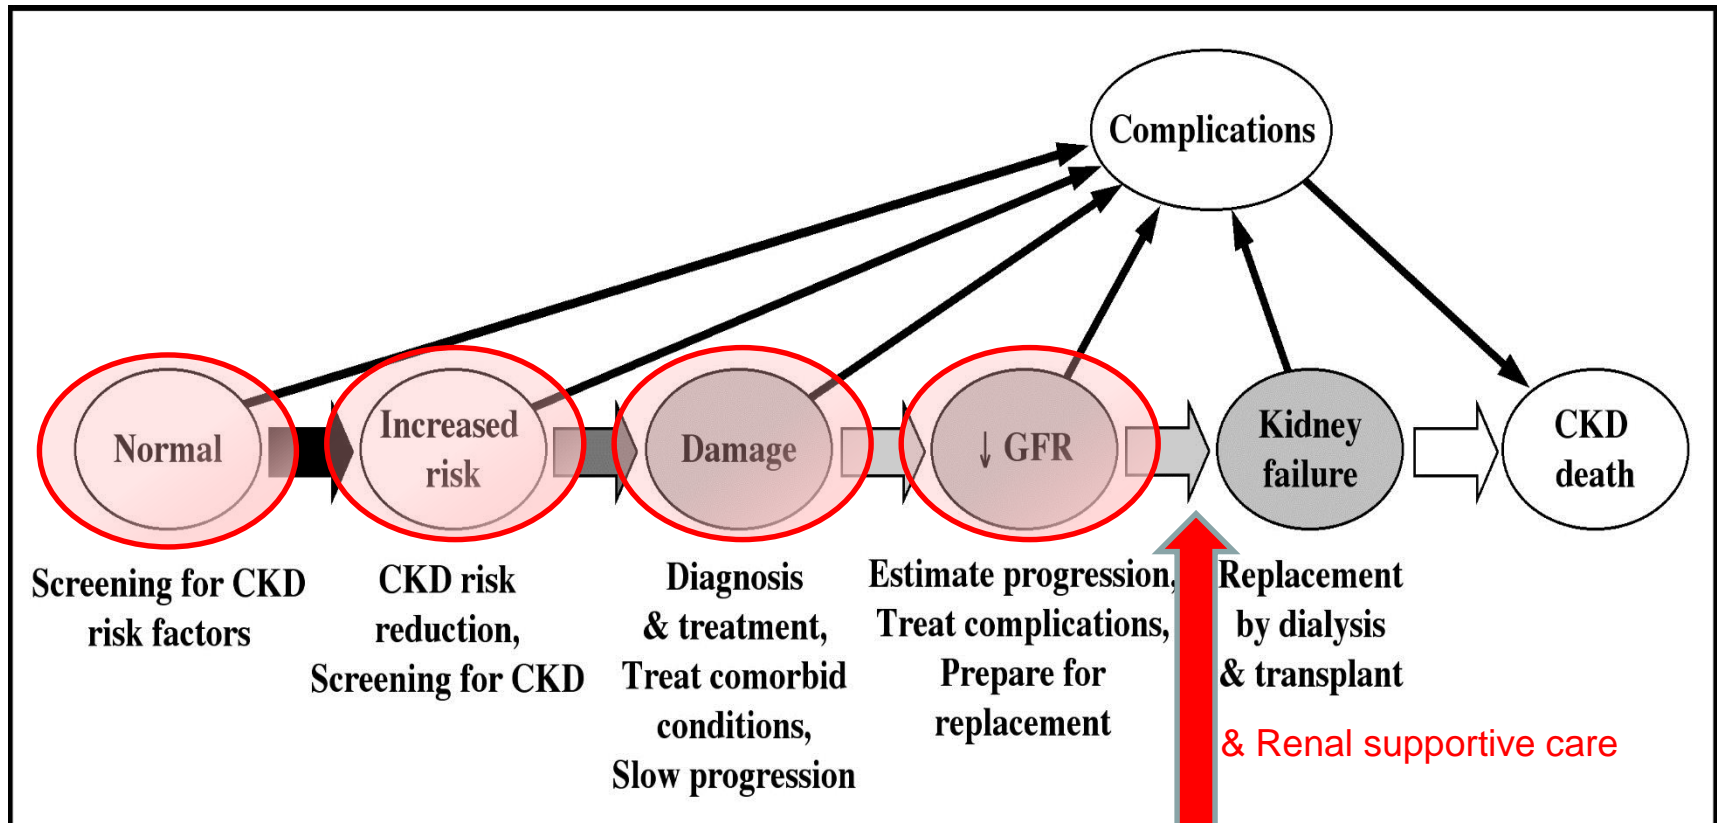 Complications
Normal
Increased
risk
Damage
↓ GFR
Kidney
failure
CKD
death
Screening for CKD
risk factors
CKD risk
reduction,
Screening for CKD
Diagnosis
& treatment,
Treat comorbid
conditions,
Slow progression
Estimate progression,
Treat complications,
Prepare for
replacement
Replacement
by dialysis
& transplant
& Renal supportive care